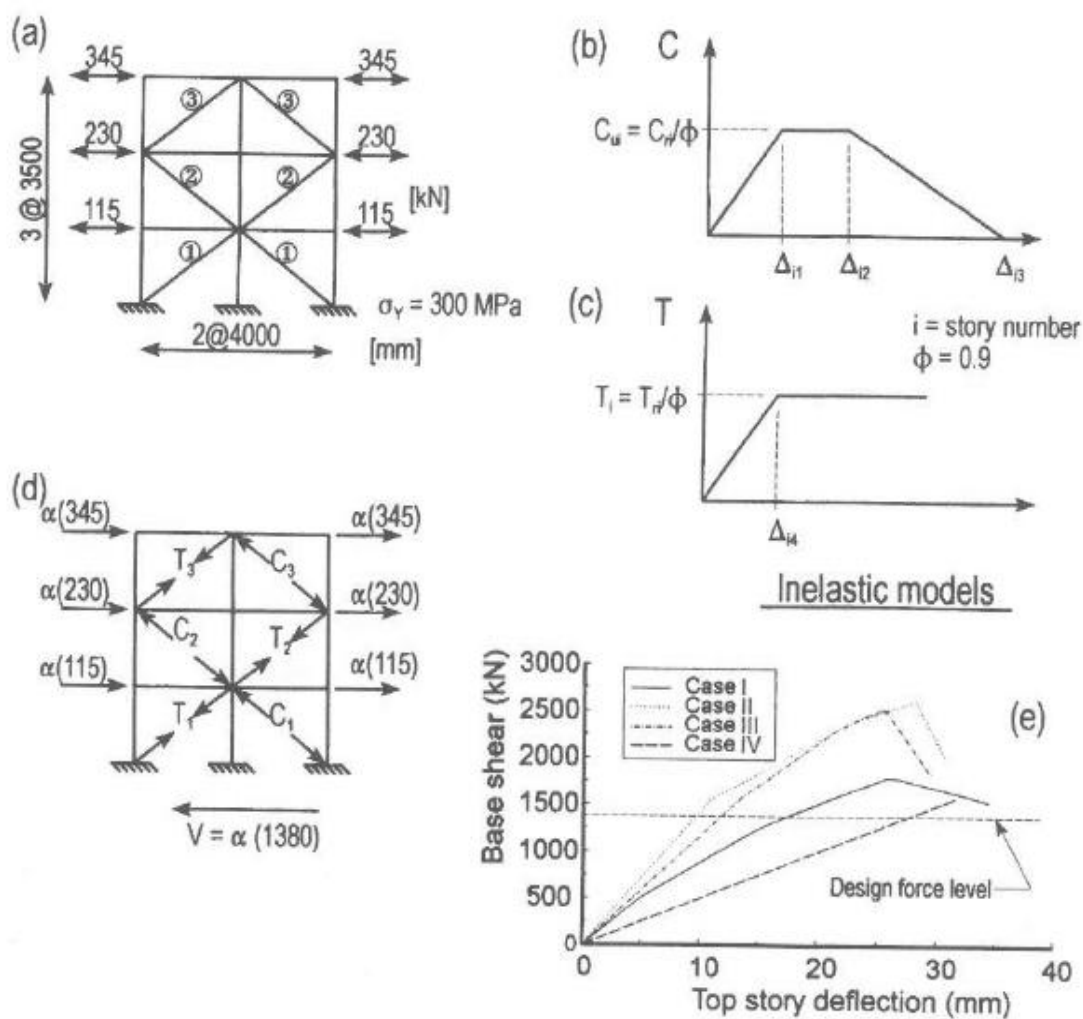 (a)
345 345
③ ③
230 230
② ②
[kN]
115 115
① ①
3 @ 3500
σY = 300 MPa
2@4000
[mm]
(b) C
Cui = Cri/ϕ
Δi1 Δi2 Δi3
(c) T
i = story number
ϕ = 0.9
Ti = Tri/ϕ
Δi4
Inelastic models
(d)
α(345) α(345)
T3 C3
α(230) α(230)
C2 T2
α(115) α(115)
T1 C1
V = α (1380)
(e)
Base shear (kN)
3000
2500
2000
1500
1000
500
0
Case I
Case II
Case III
Case IV
Design force level
0 10 20 30 40
Top story deflection (mm)